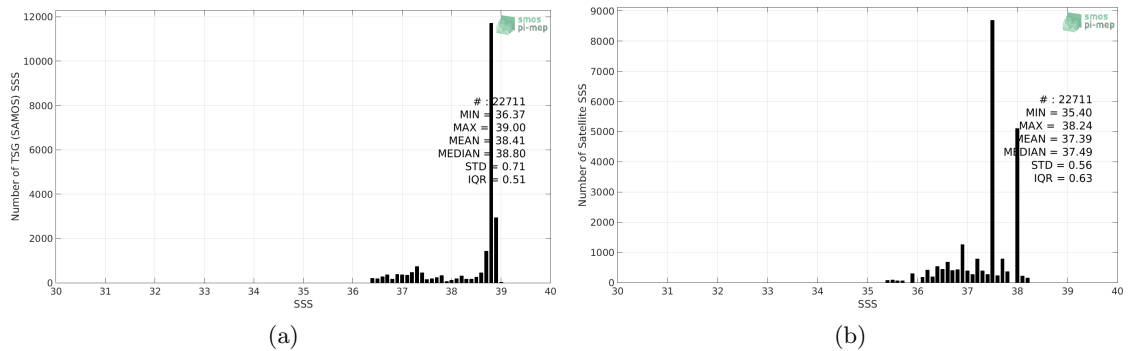 12000
10000
8000
6000
4000
2000
0
Number of TSG (SAMOS) SSS
smos
pi-mep
# : 22711
MIN = 36.37
MAX = 39.00
MEAN = 38.41
MEDIAN = 38.80
STD = 0.71
IQR = 0.51
30 31 32 33 34 35 36 37 38 39 40
SSS
(a)
9000
8000
7000
6000
5000
4000
3000
2000
1000
0
Number of Satellite SSS
smos
pi-mep
# : 22711
MIN = 35.40
MAX = 38.24
MEAN = 37.39
MEDIAN = 37.49
STD = 0.56
IQR = 0.63
30 31 32 33 34 35 36 37 38 39 40
SSS
(b)